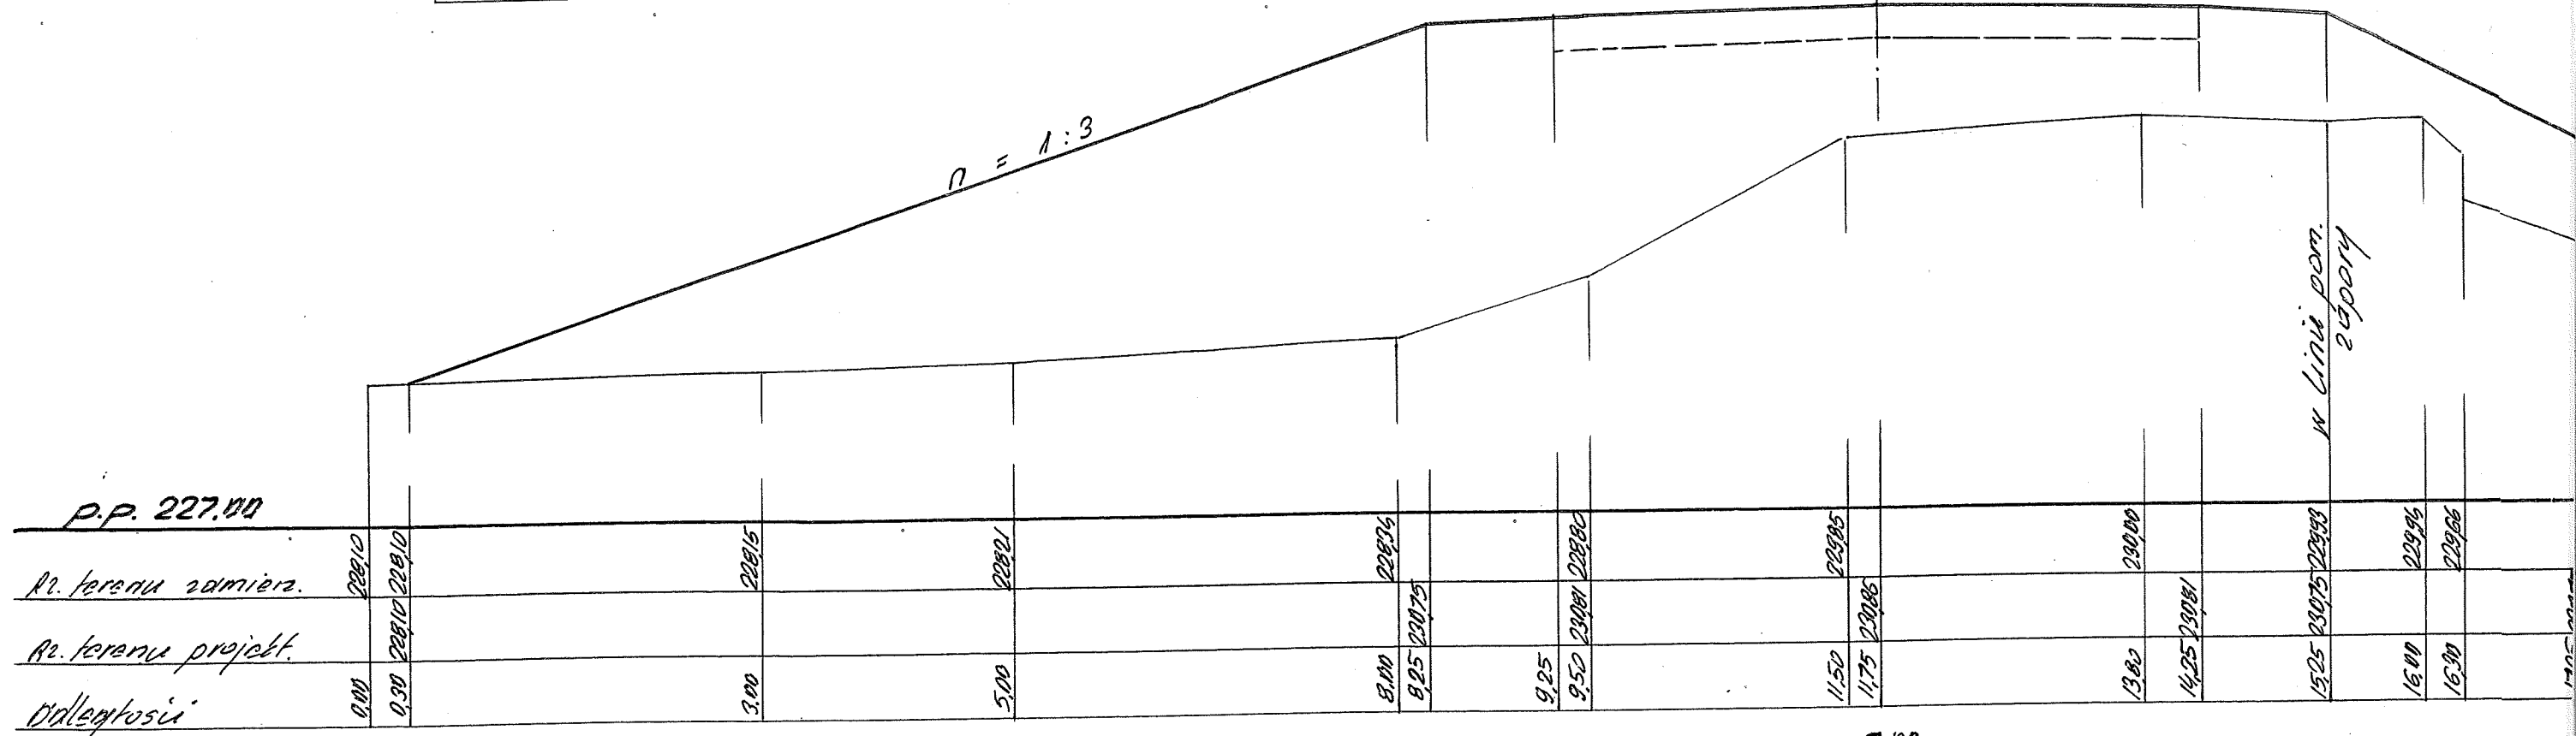 n = 1:3
w linii pom.
zapory
p.p. 227.00
Rz. terenu zamierz. 228,10 228,10 228,15 228,21 228,34 228,80 229,85 230,00 229,93 229,94 229,66
Rz. terenu projekt. 228,10 230,75 230,81 230,86 230,81 230,75
Odległości 0,00 0,30 3.00 5,00 8.00 8,25 9,25 9,50 11,50 11,75 13,80 14,25 15,25 16,00 16,30